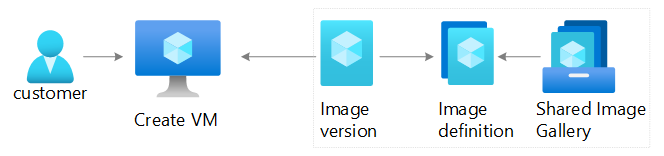 customer
Create VM
Image
version
Image
definition
Shared Image
Gallery